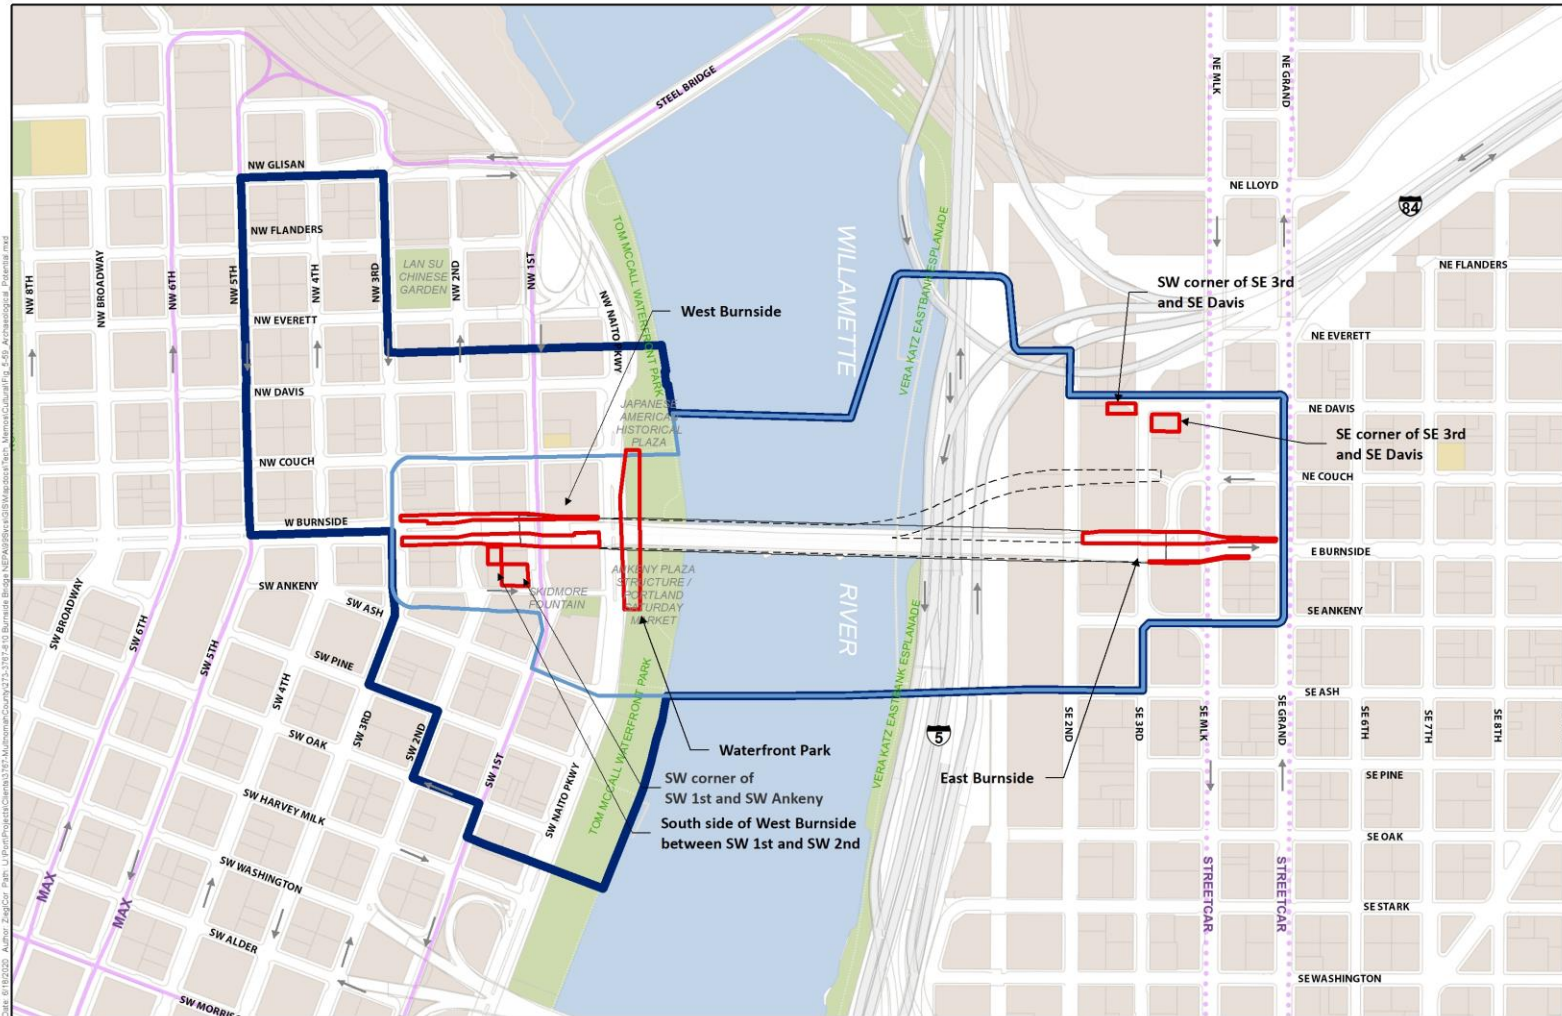 STEEL BRIDGE
NE MLK
NE GRAND
NW GLISAN
NE LLOYD
84
NW FLANDERS
TOM MCCALL WATERFRONT PARK
WILLAMETTE
VERA KATZ EASTBANK ESPLANADE
NE FLANDERS
NW 8TH
NW BROADWAY
NW 6TH
NW 5TH
NW 4TH
NW 3RD
LAN SU
CHINESE
GARDEN
NW 2ND
NW 1ST
NW NAITO PKWY
SW corner of SE 3rd
and SE Davis
West Burnside
NW EVERETT
NE EVERETT
NW DAVIS
JAPANESE
AMERICAN
HISTORICAL
PLAZA
NE DAVIS
SE corner of SE 3rd
and SE Davis
NW COUCH
NE COUCH
W BURNSIDE
E BURNSIDE
SW ANKENY
ANKENY PLAZA
STRUCTURE /
PORTLAND
SATURDAY
MARKET
SKIDMORE
FOUNTAIN
RIVER
SE ANKENY
SW ASH
SW BROADWAY
SW 6TH
SW 5TH
SW PINE
SW 4TH
SW 3RD
SW 2ND
SW OAK
SW 1ST
SW NAITO PKWY
TOM MCCALL WATERFRONT PARK
VERA KATZ EASTBANK ESPLANADE
SE ASH
SE 2ND
SE 3RD
SE MLK
SE GRAND
SE 6TH
SE 7TH
SE 8TH
5
Waterfront Park
East Burnside
SW corner of
SW 1st and SW Ankeny
South side of West Burnside
between SW 1st and SW 2nd
SE PINE
SW HARVEY MILK
SE OAK
SW WASHINGTON
MAX
MAX
STREETCAR
STREETCAR
SE STARK
SW ALDER
SE WASHINGTON
SW MORRIS